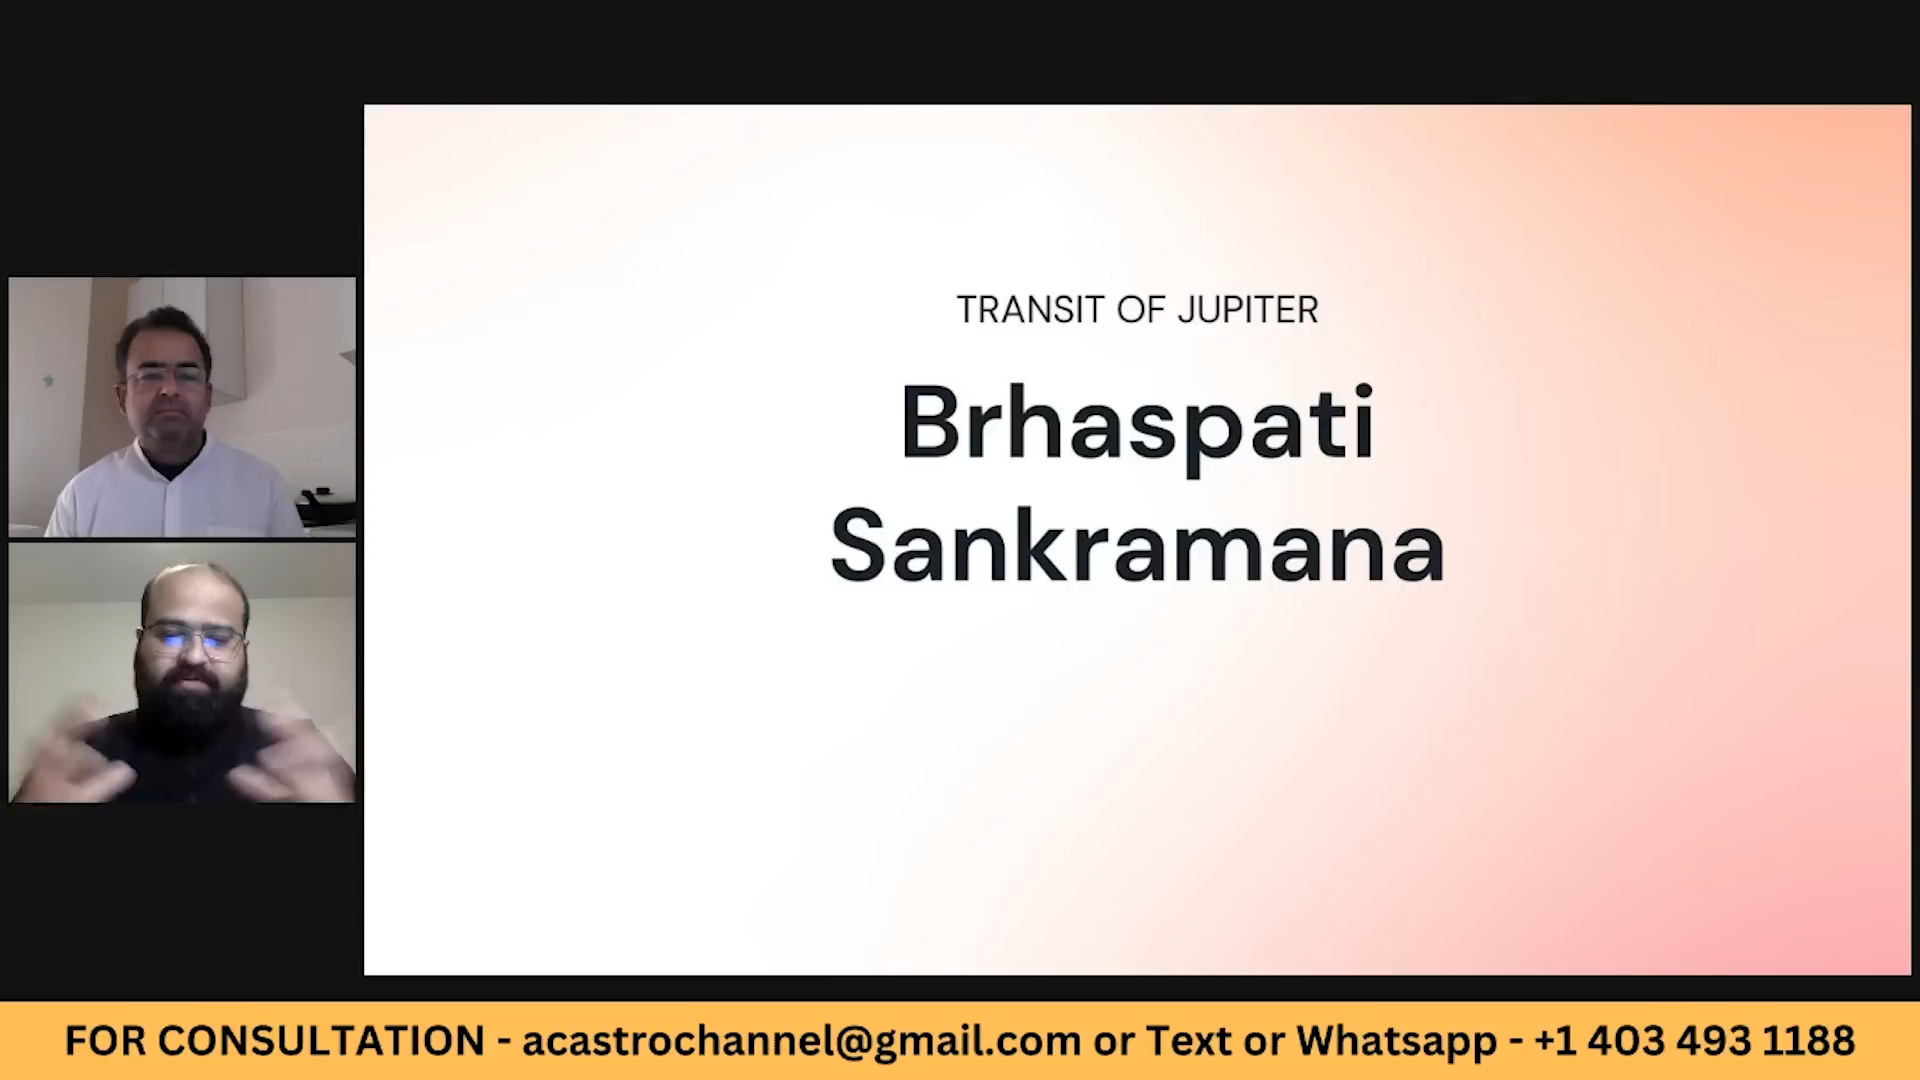 TRANSIT OF JUPITER
Brhaspati
Sankramana
FOR CONSULTATION - acastrochannel@gmail.com or Text or Whatsapp - +1 403 493 1188